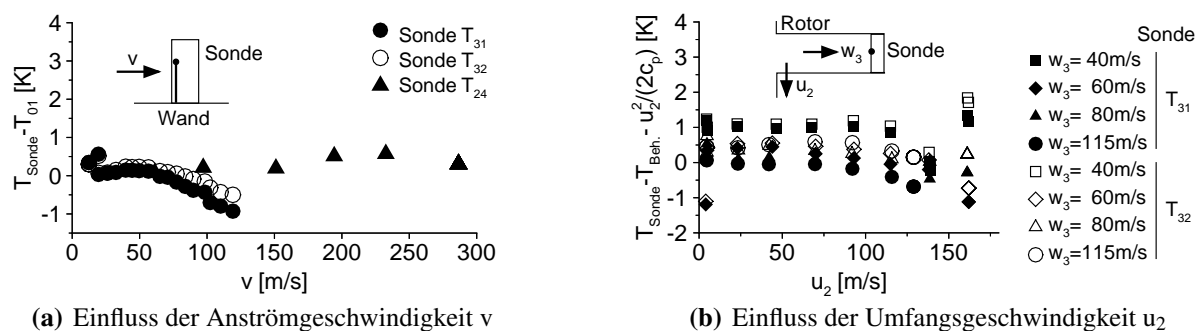 T_Sonde-T_01 [K]
4
3
2
1
0
-1
0 50 100 150 200 250 300
v [m/s]
v
Sonde
Wand
Sonde T_31
Sonde T_32
Sonde T_24
(a) Einfluss der Anströmgeschwindigkeit v
T_Sonde-T_Beh.- u_2^2/(2c_p) [K]
4
3
2
1
0
-1
-2
0 50 100 150
u_2 [m/s]
Rotor
w_3
Sonde
u_2
Sonde
w_3= 40m/s
w_3= 60m/s
w_3= 80m/s
w_3=115m/s
T_31
w_3= 40m/s
w_3= 60m/s
w_3= 80m/s
w_3=115m/s
T_32
(b) Einfluss der Umfangsgeschwindigkeit u_2